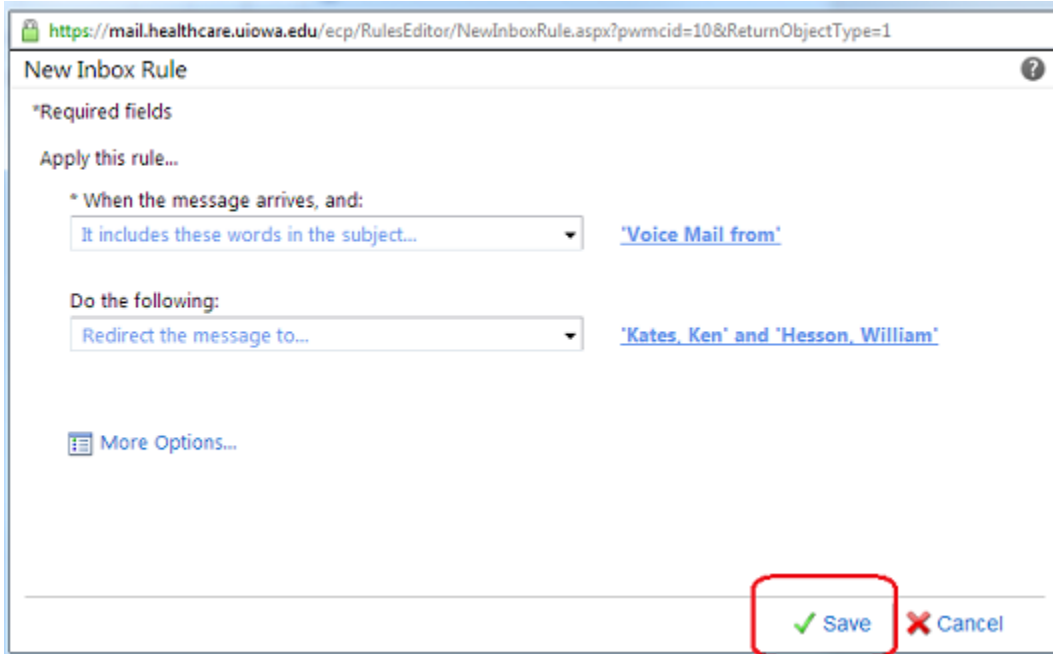 https://mail.healthcare.uiowa.edu/ecp/RulesEditor/NewInboxRule.aspx?pwmcid=10&ReturnObjectType=1
New Inbox Rule ?
*Required fields
Apply this rule...
* When the message arrives, and:
It includes these words in the subject... 'Voice Mail from'
Do the following:
Redirect the message to... 'Kates, Ken' and 'Hesson, William'
More Options...
Save Cancel